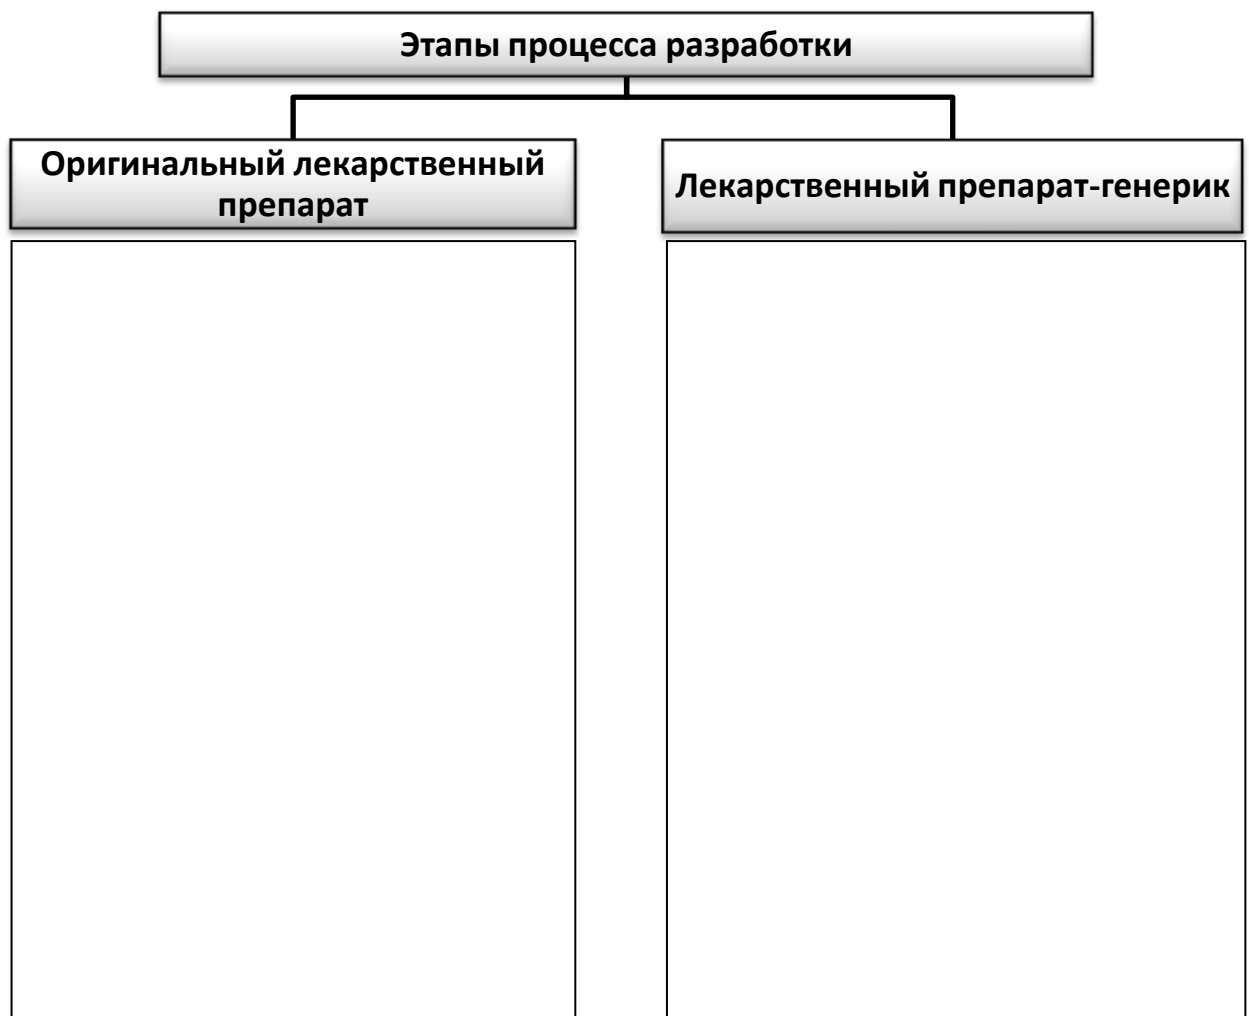 Этапы процесса разработки
Оригинальный лекарственный
препарат
Лекарственный препарат-генерик